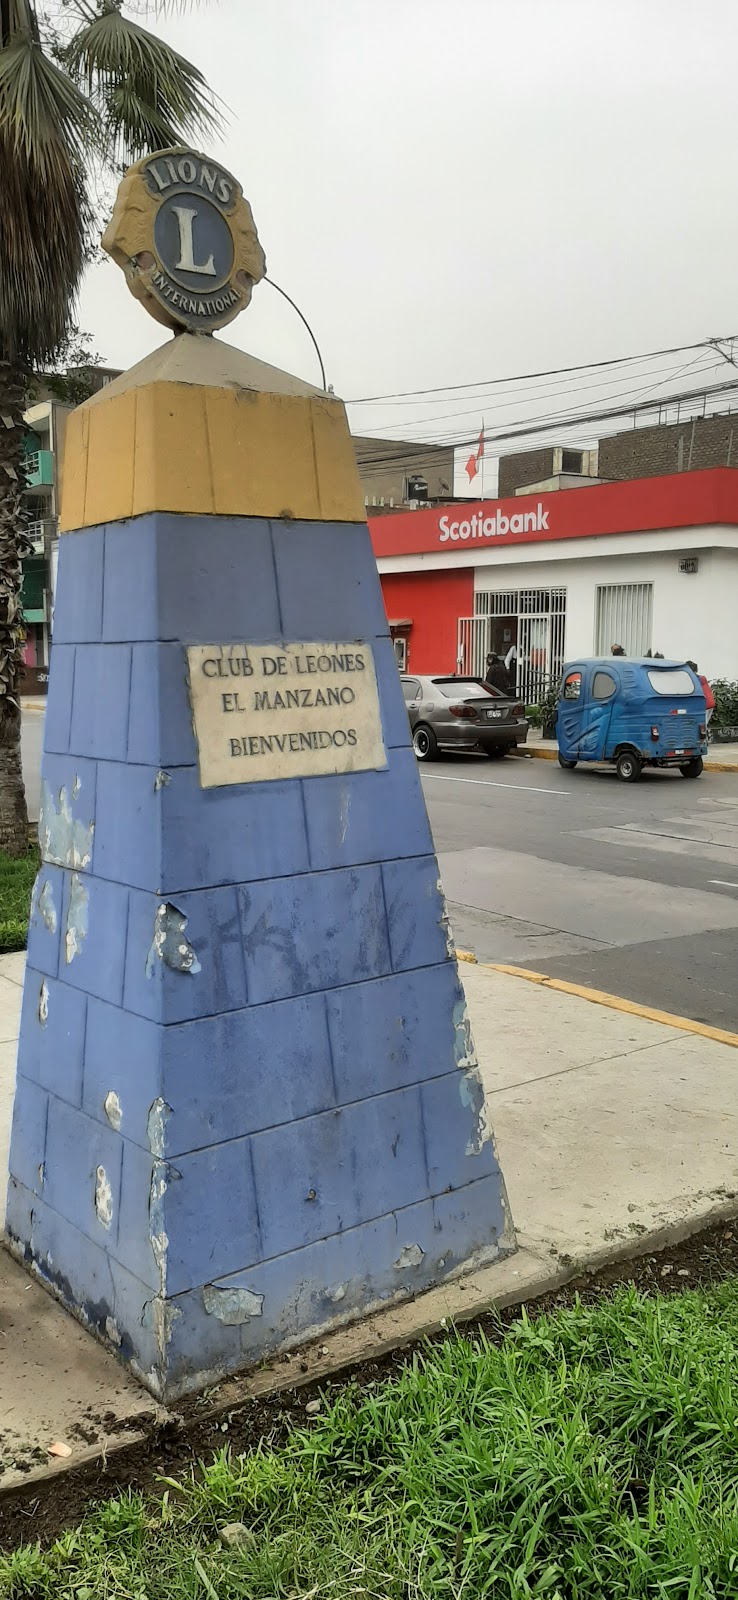 LIONS
L
INTERNATIONAL
CLUB DE LEONES
EL MANZANO
BIENVENIDOS
Scotiabank